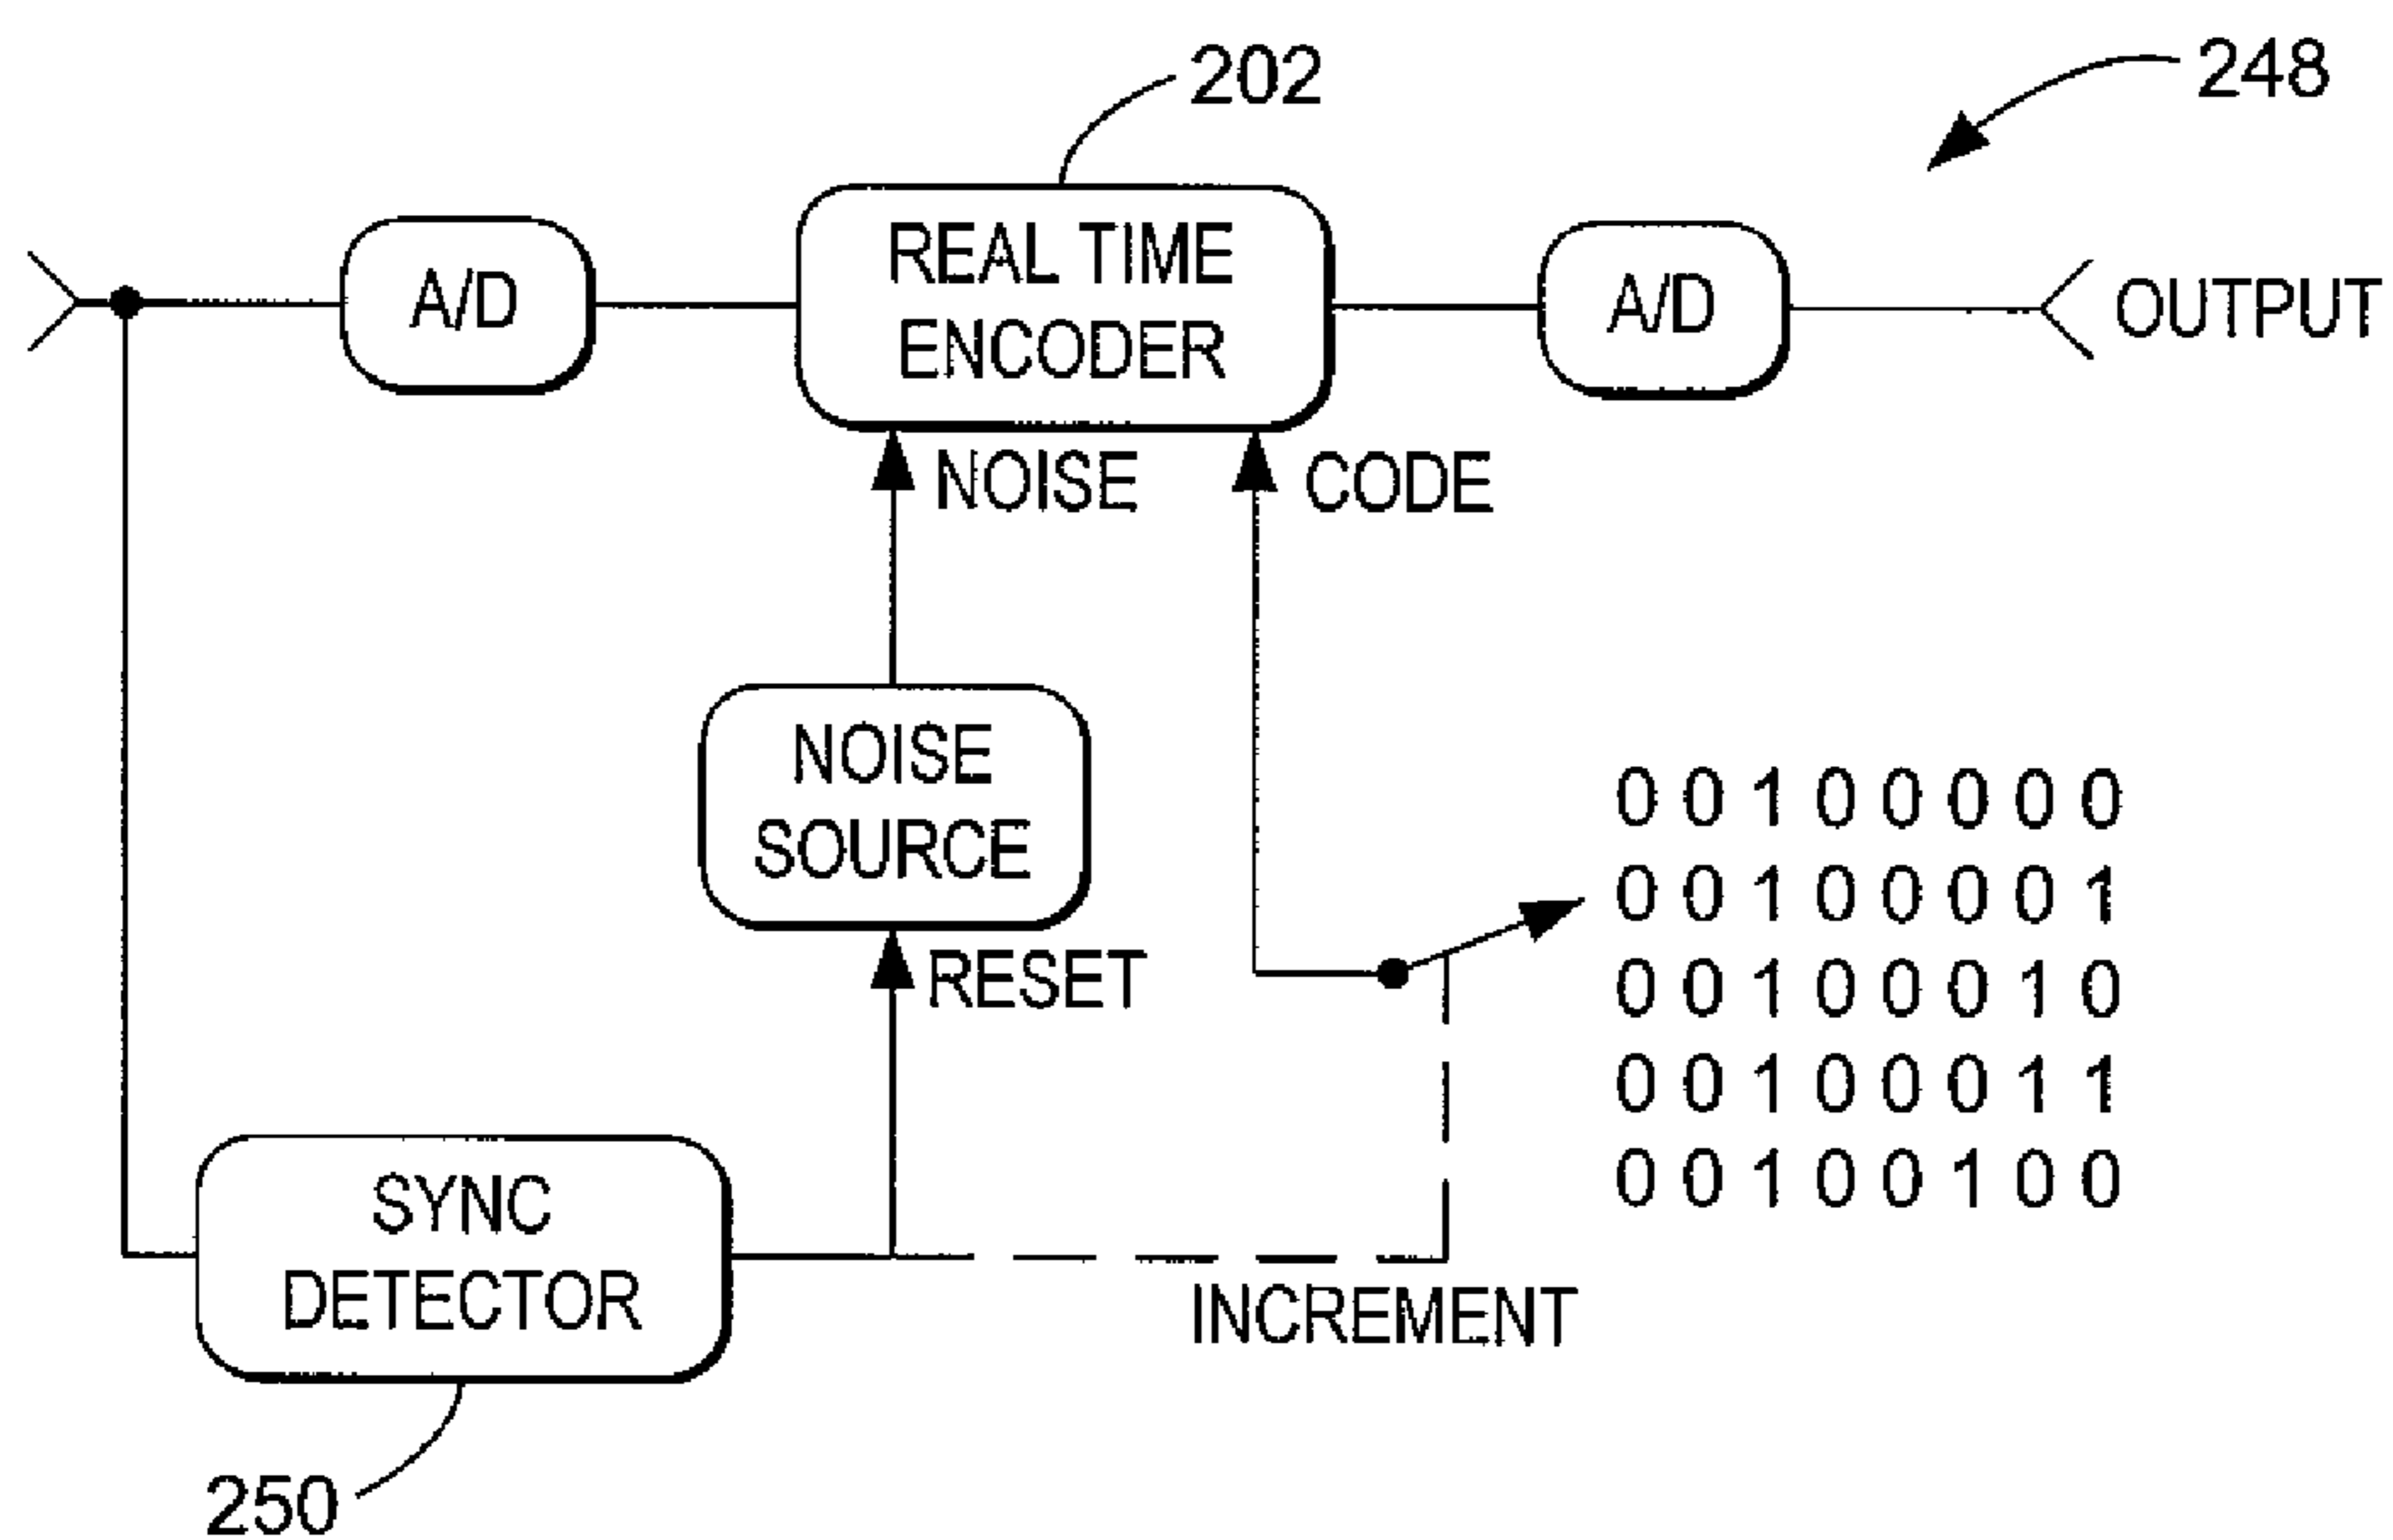 202
248
A/D
REAL TIME
ENCODER
A/D
OUTPUT
NOISE
CODE
NOISE
SOURCE
RESET
0 0 1 0 0 0 0 0
0 0 1 0 0 0 0 1
0 0 1 0 0 0 1 0
0 0 1 0 0 0 1 1
0 0 1 0 0 1 0 0
SYNC
DETECTOR
INCREMENT
250